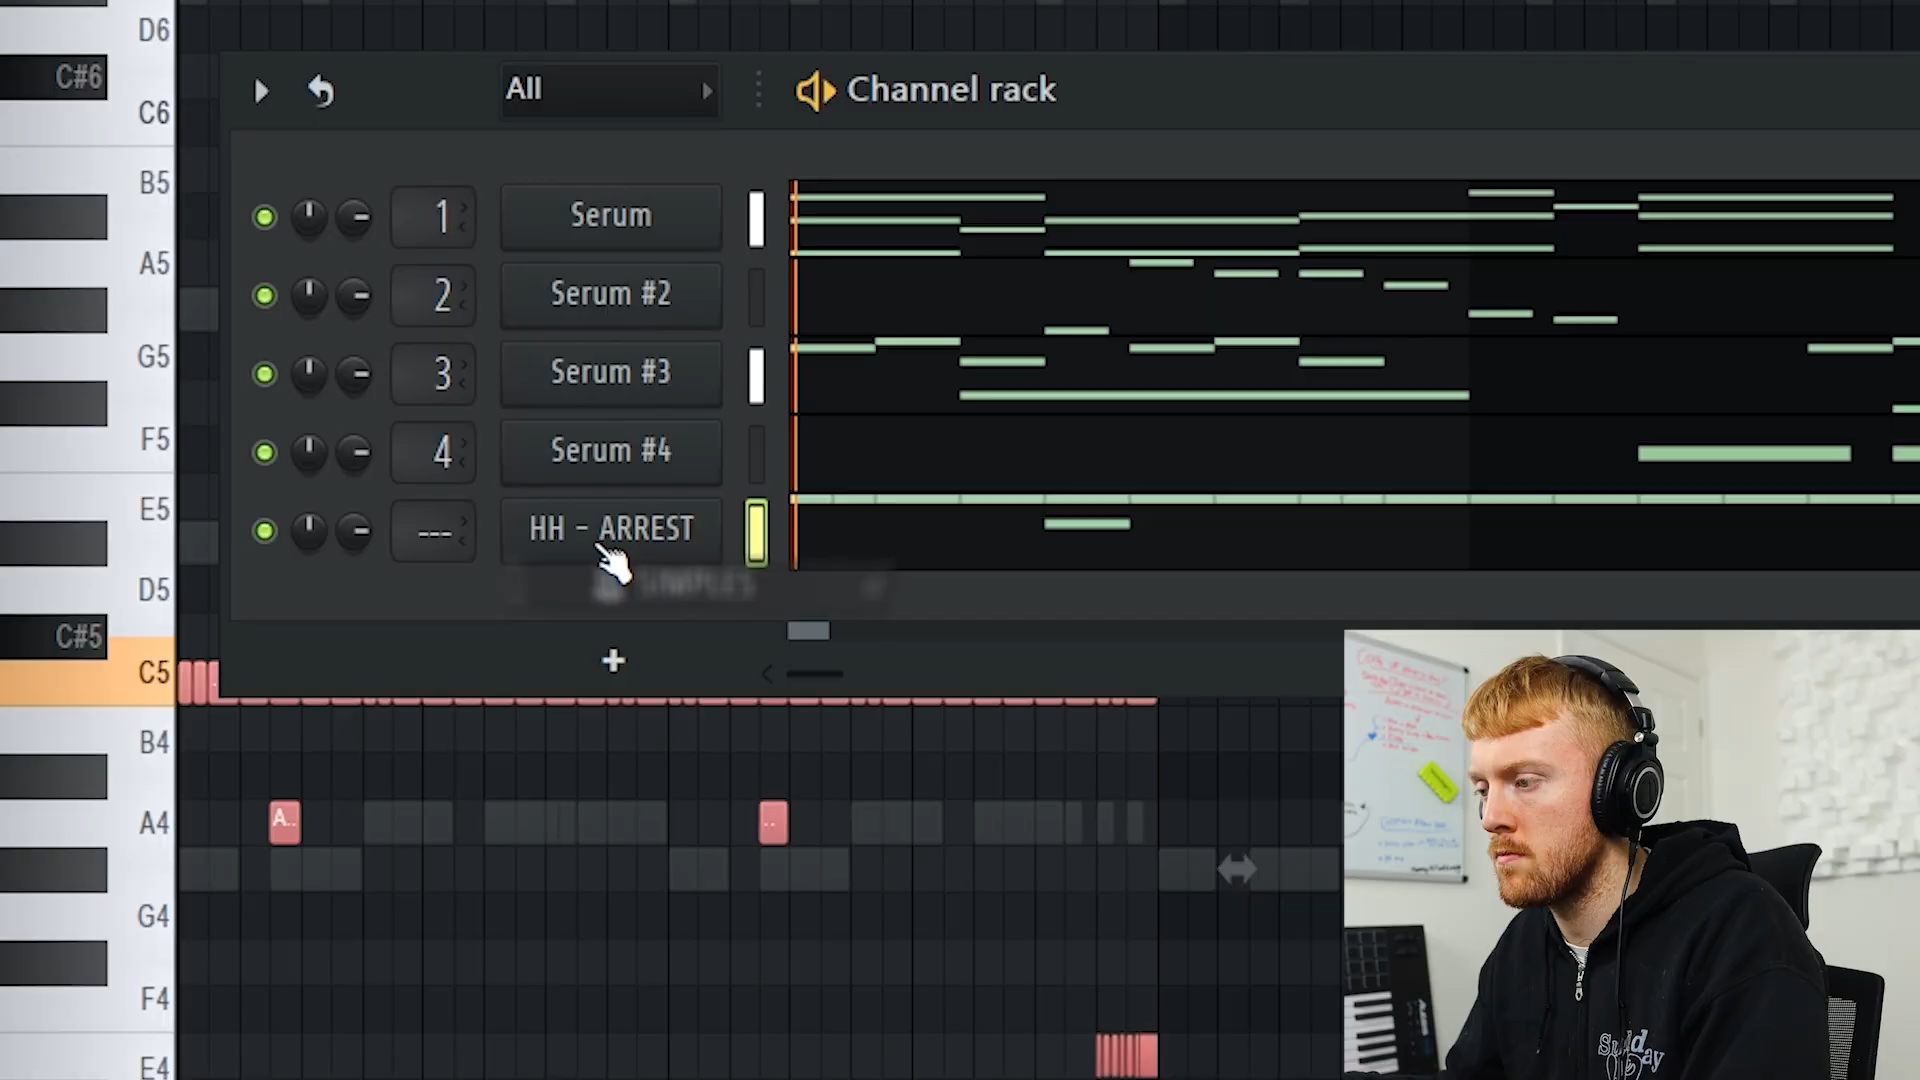 D6
C#6
C6
B5
A5
G5
F5
E5
D5
C#5
C5
B4
A4
G4
F4
E4
All
Channel rack
1 Serum
2 Serum #2
3 Serum #3
4 Serum #4
--- HH - ARREST
SAMPLES
+
A..
..